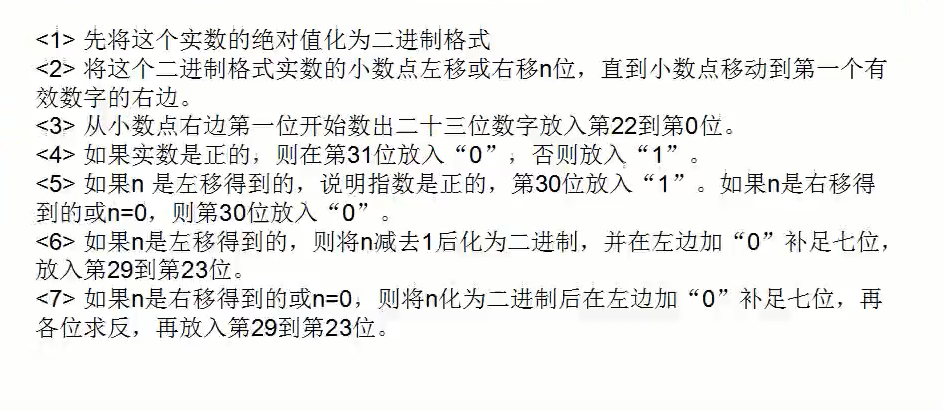 <1> 先将这个实数的绝对值化为二进制格式
<2> 将这个二进制格式实数的小数点左移或右移n位，直到小数点移动到第一个有
效数字的右边。
<3> 从小数点右边第一位开始数出二十三位数字放入第22到第0位。
<4> 如果实数是正的，则在第31位放入“0”，否则放入“1”。
<5> 如果n 是左移得到的，说明指数是正的，第30位放入“1”。如果n是右移得
到的或n=0，则第30位放入“0”。
<6> 如果n是左移得到的，则将n减去1后化为二进制，并在左边加“0”补足七位，
放入第29到第23位。
<7> 如果n是右移得到的或n=0，则将n化为二进制后在左边加“0”补足七位，再
各位求反，再放入第29到第23位。